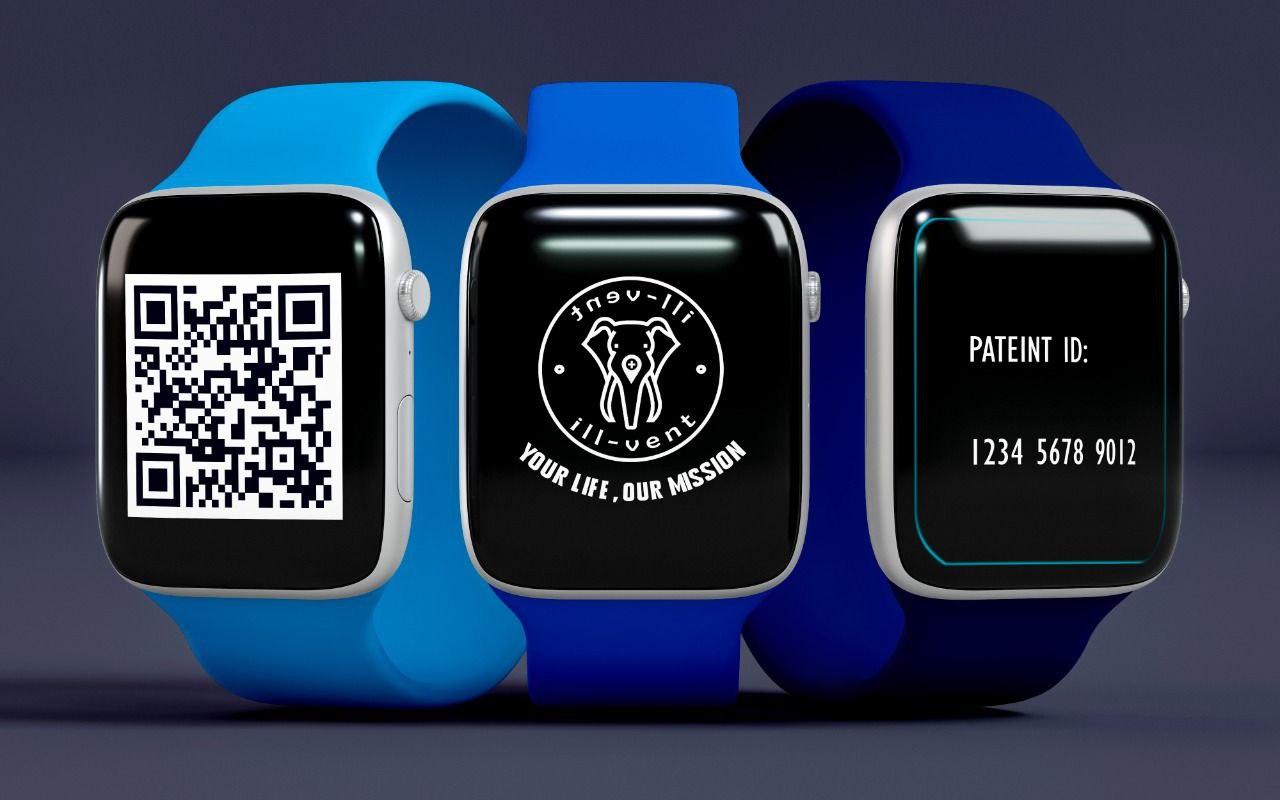 ill-vent
ill-vent
YOUR LIFE, OUR MISSION
PATEINT ID:
1234 5678 9012